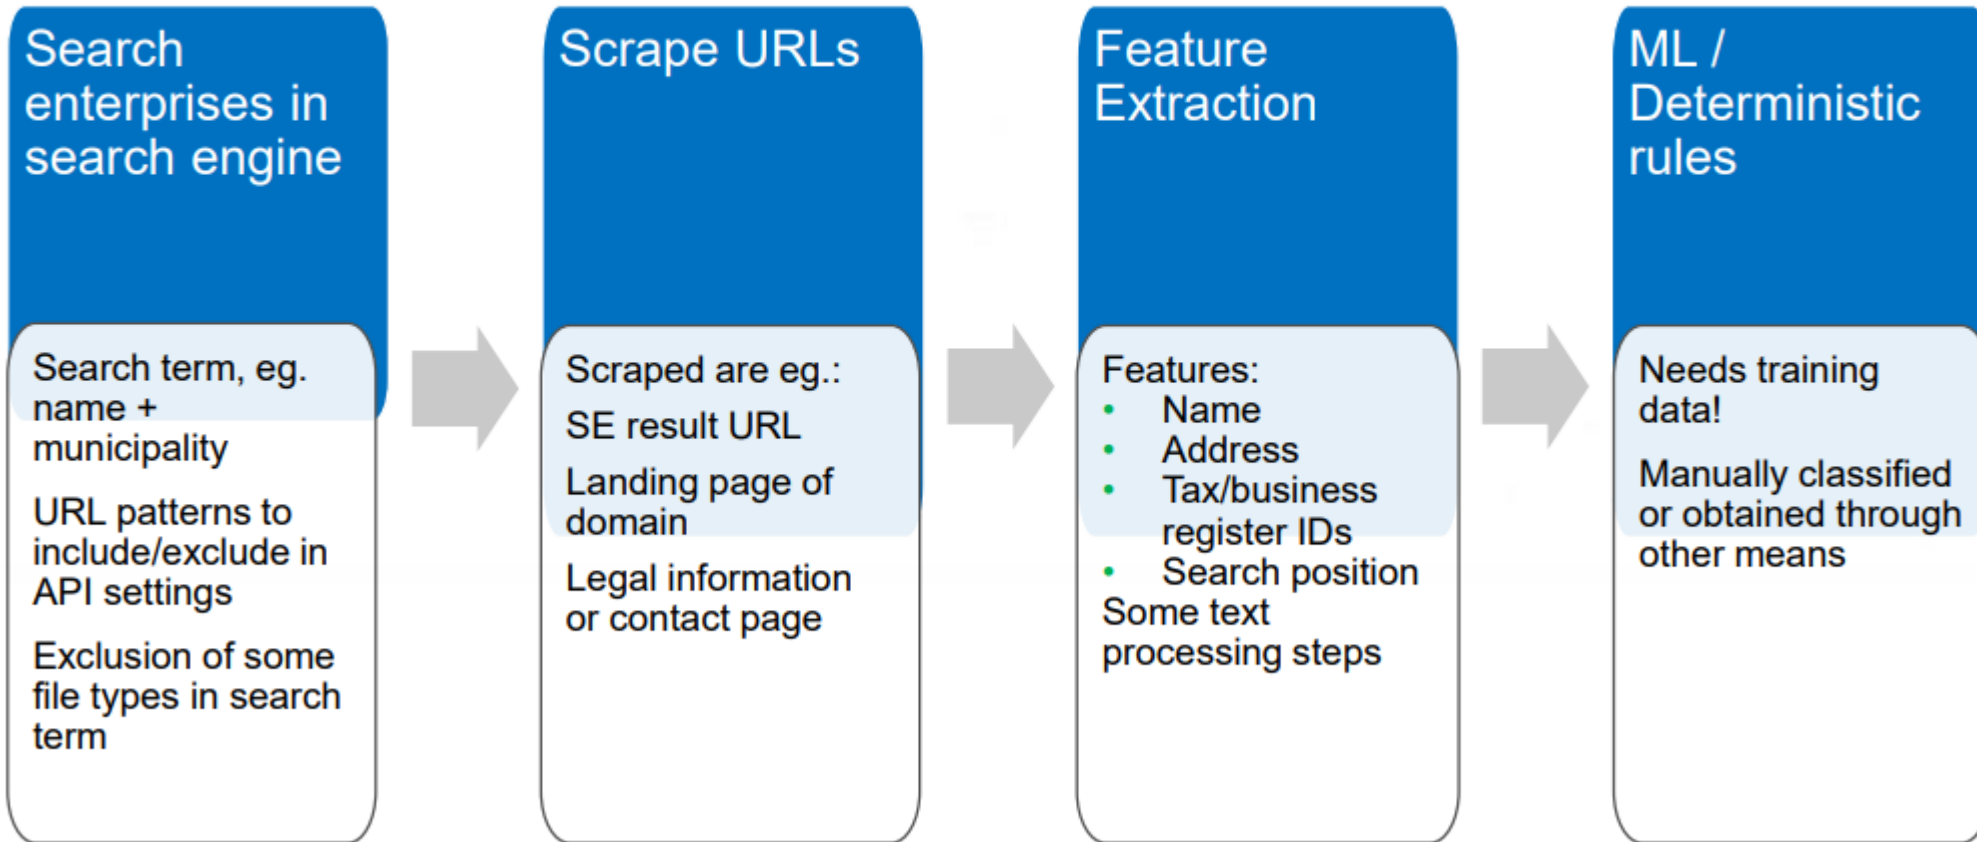 Search
enterprises in
search engine
Search term, eg.
name +
municipality
URL patterns to
include/exclude in
API settings
Exclusion of some
file types in search
term
Scrape URLs
Scraped are eg.:
SE result URL
Landing page of
domain
Legal information
or contact page
Feature
Extraction
Features:
• Name
• Address
• Tax/business
register IDs
• Search position
Some text
processing steps
ML /
Deterministic
rules
Needs training
data!
Manually classified
or obtained through
other means